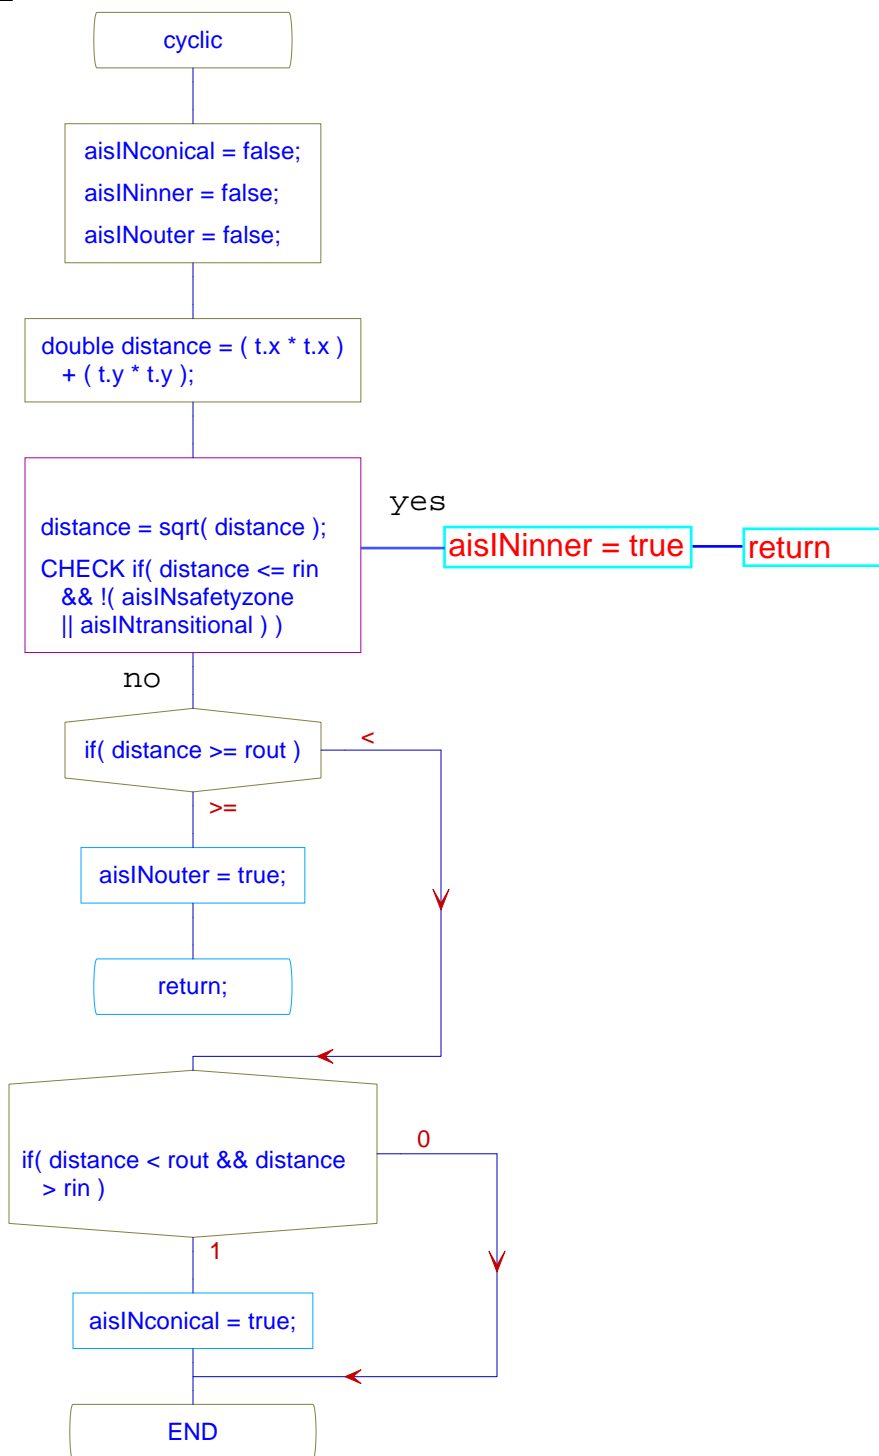 cyclic
aisINconical = false;
aisINinner = false;
aisINouter = false;
double distance = ( t.x * t.x )
+ ( t.y * t.y );
distance = sqrt( distance );
CHECK if( distance <= rin
&& !( aisINsafetyzone
|| aisINtransitional ) )
yes
aisINinner = true
return
no
if( distance >= rout )
<
>=
aisINouter = true;
return;
if( distance < rout && distance
> rin )
0
1
aisINconical = true;
END